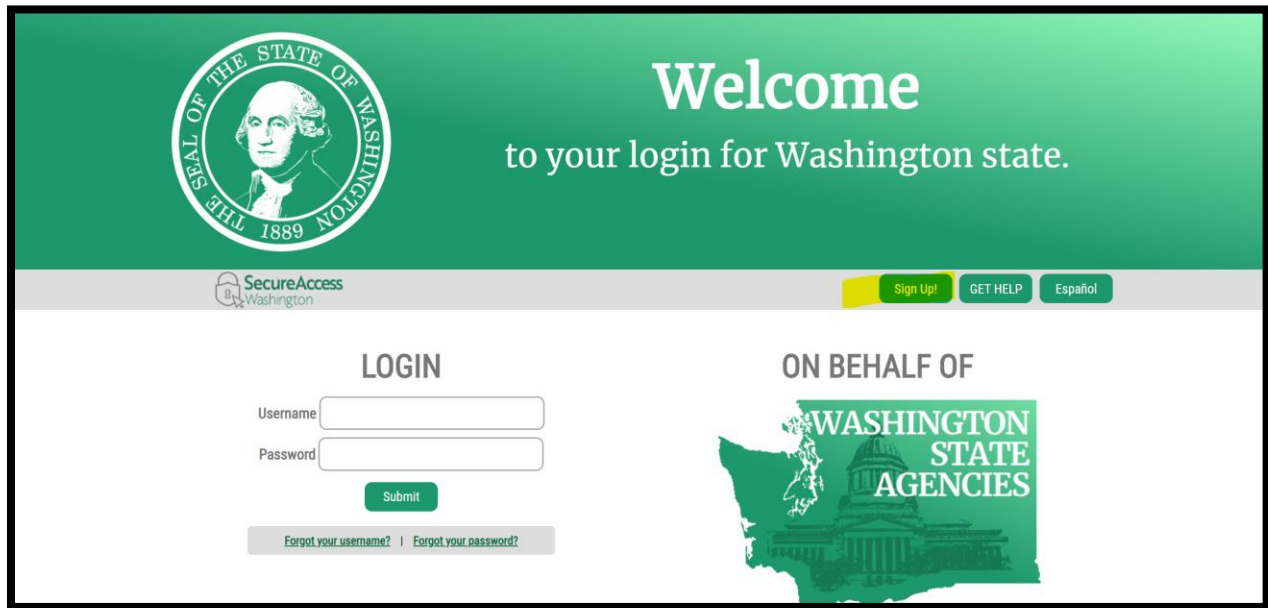 THE SEAL OF THE STATE OF WASHINGTON
1889
Welcome
to your login for Washington state.
SecureAccess
Washington
Sign Up!
GET HELP
Español
LOGIN
Username
Password
Submit
Forgot your username? | Forgot your password?
ON BEHALF OF
WASHINGTON
STATE
AGENCIES